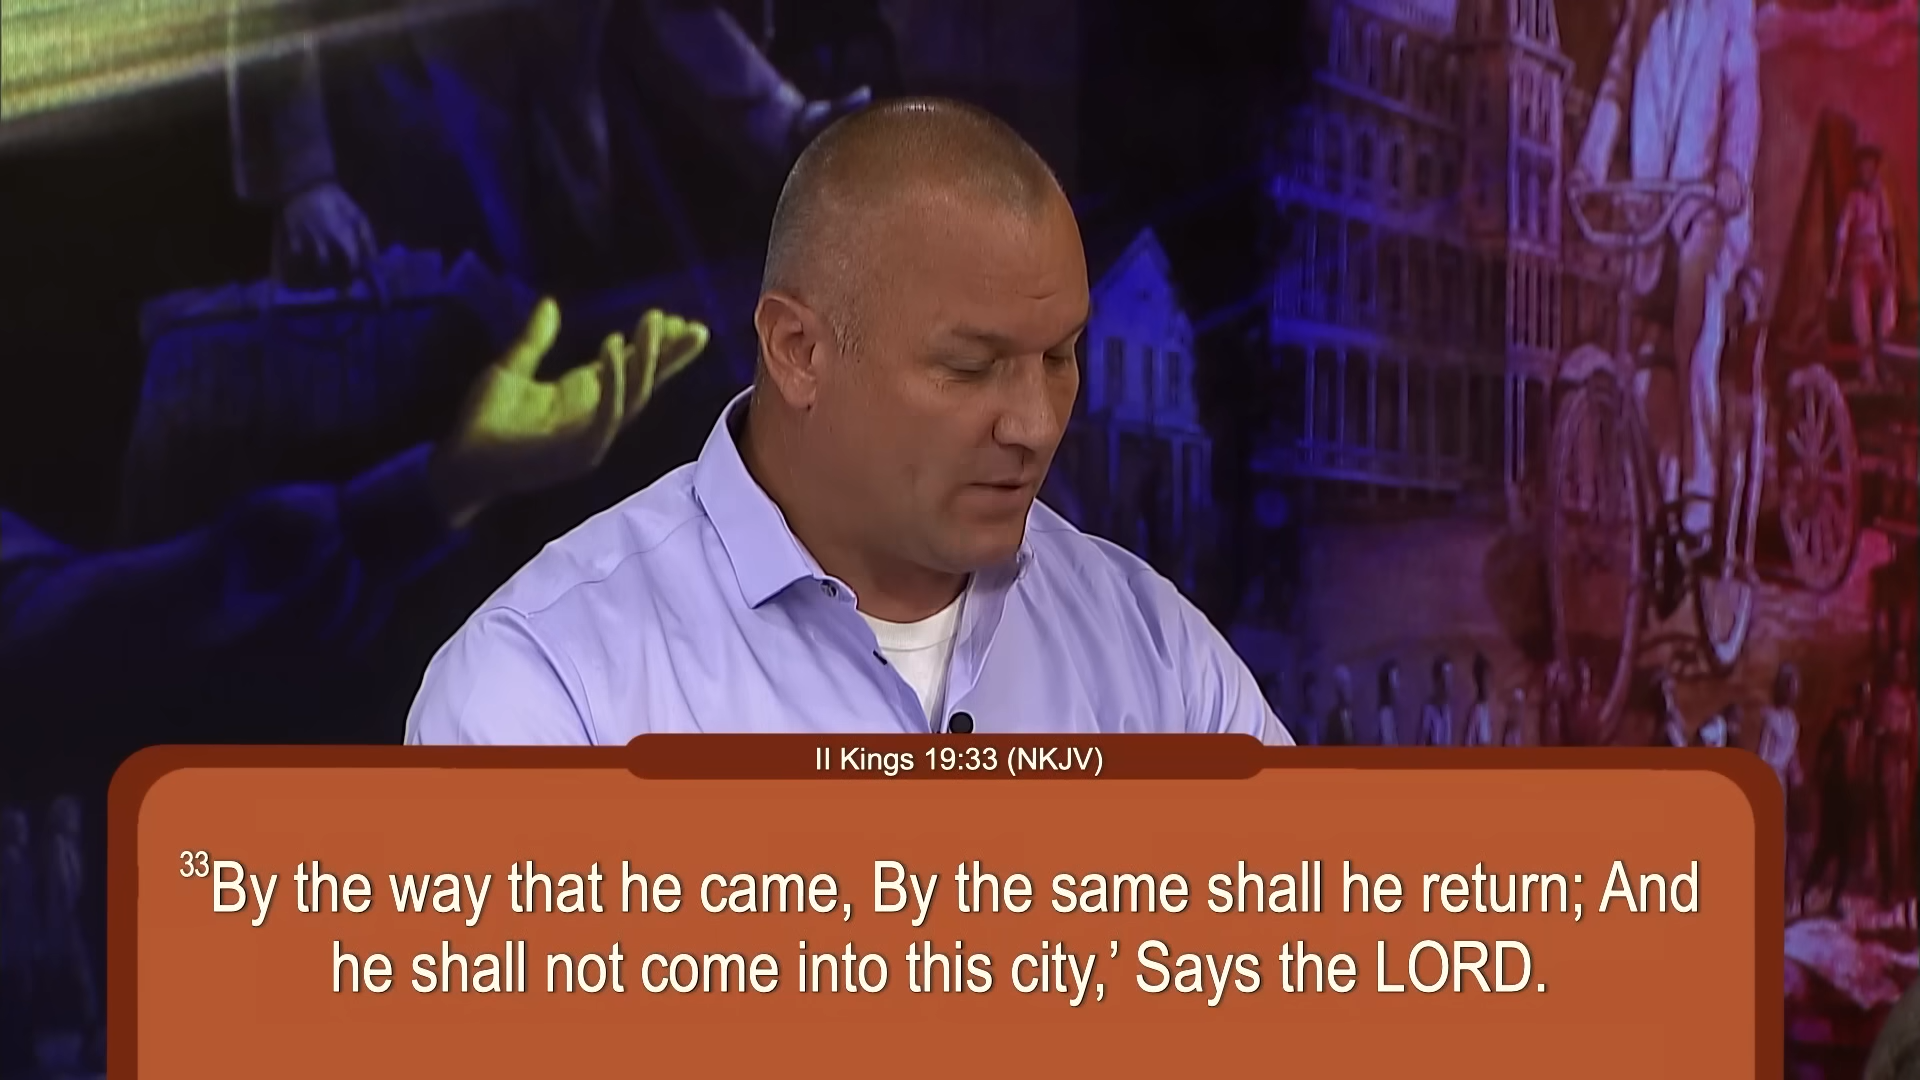 II Kings 19:33 (NKJV)
33By the way that he came, By the same shall he return; And
he shall not come into this city,’ Says the LORD.